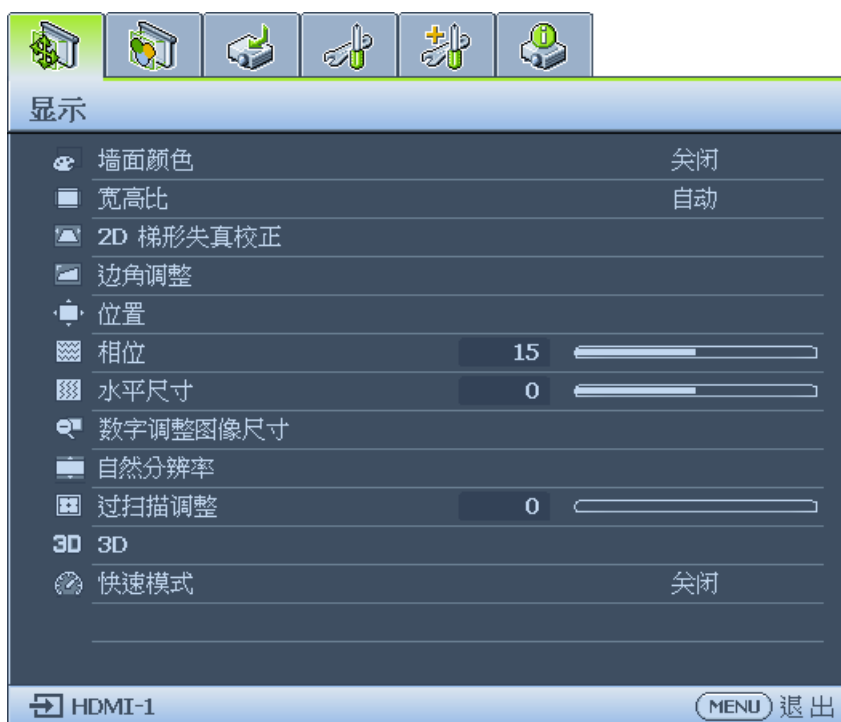 显示
墙面颜色 关闭
宽高比 自动
2D 梯形失真校正
边角调整
位置
相位 15
水平尺寸 0
数字调整图像尺寸
自然分辨率
过扫描调整 0
3D 3D
快速模式 关闭
HDMI-1 MENU 退出